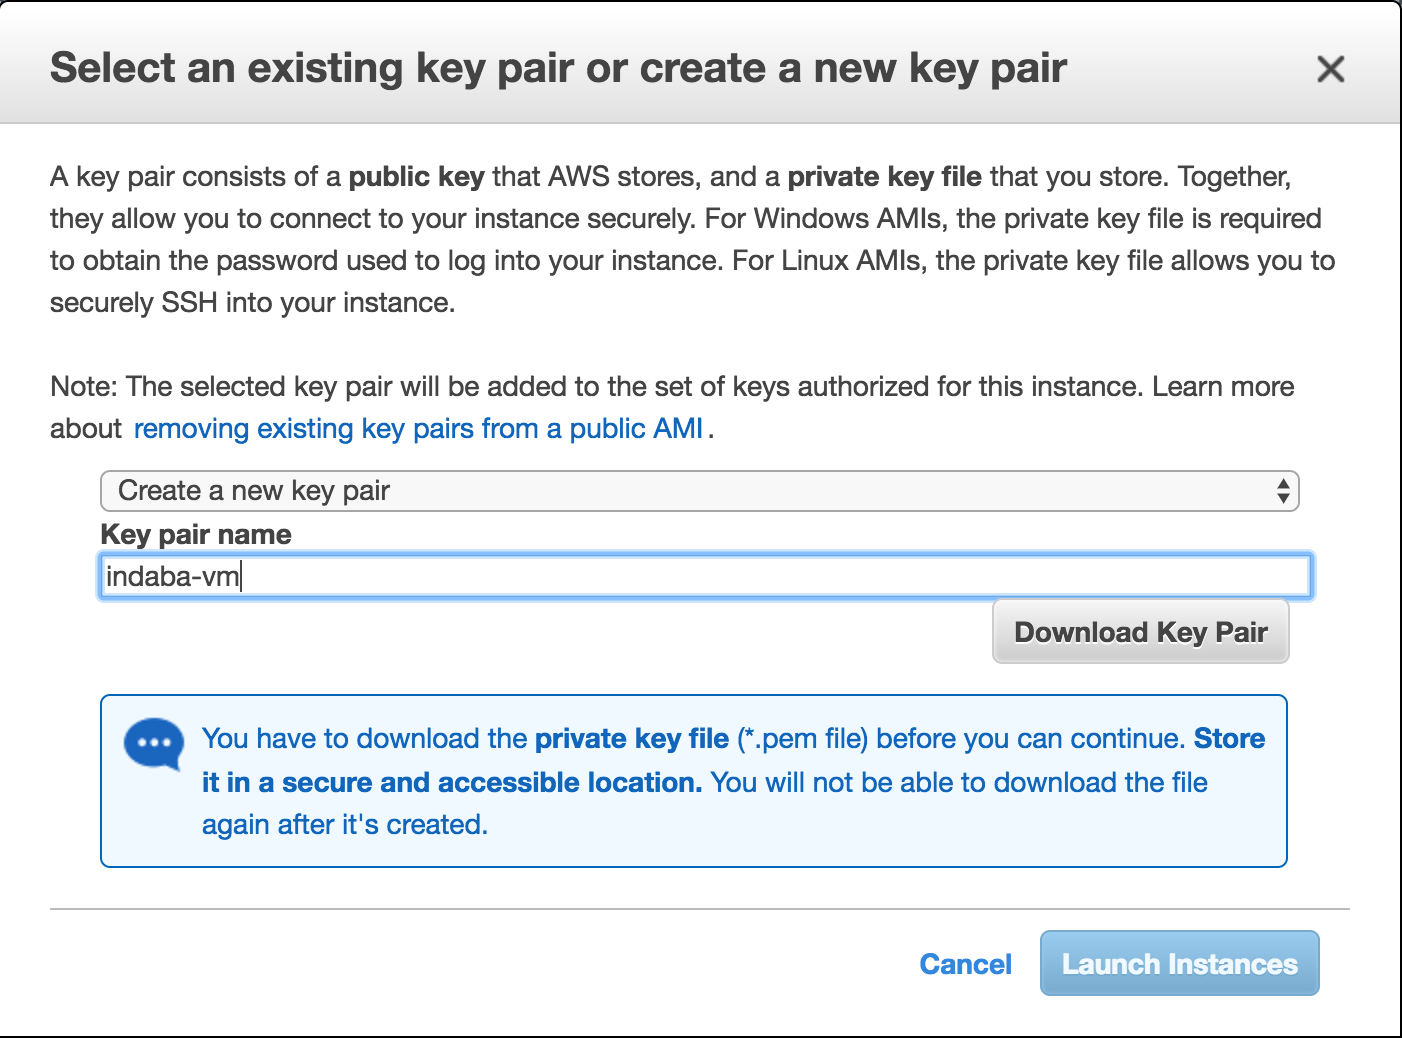 Select an existing key pair or create a new key pair
A key pair consists of a public key that AWS stores, and a private key file that you store. Together,
they allow you to connect to your instance securely. For Windows AMIs, the private key file is required
to obtain the password used to log into your instance. For Linux AMIs, the private key file allows you to
securely SSH into your instance.
Note: The selected key pair will be added to the set of keys authorized for this instance. Learn more
about removing existing key pairs from a public AMI .
Create a new key pair
Key pair name
indaba-vm
Download Key Pair
You have to download the private key file (*.pem file) before you can continue. Store
it in a secure and accessible location. You will not be able to download the file
again after it's created.
Cancel
Launch Instances